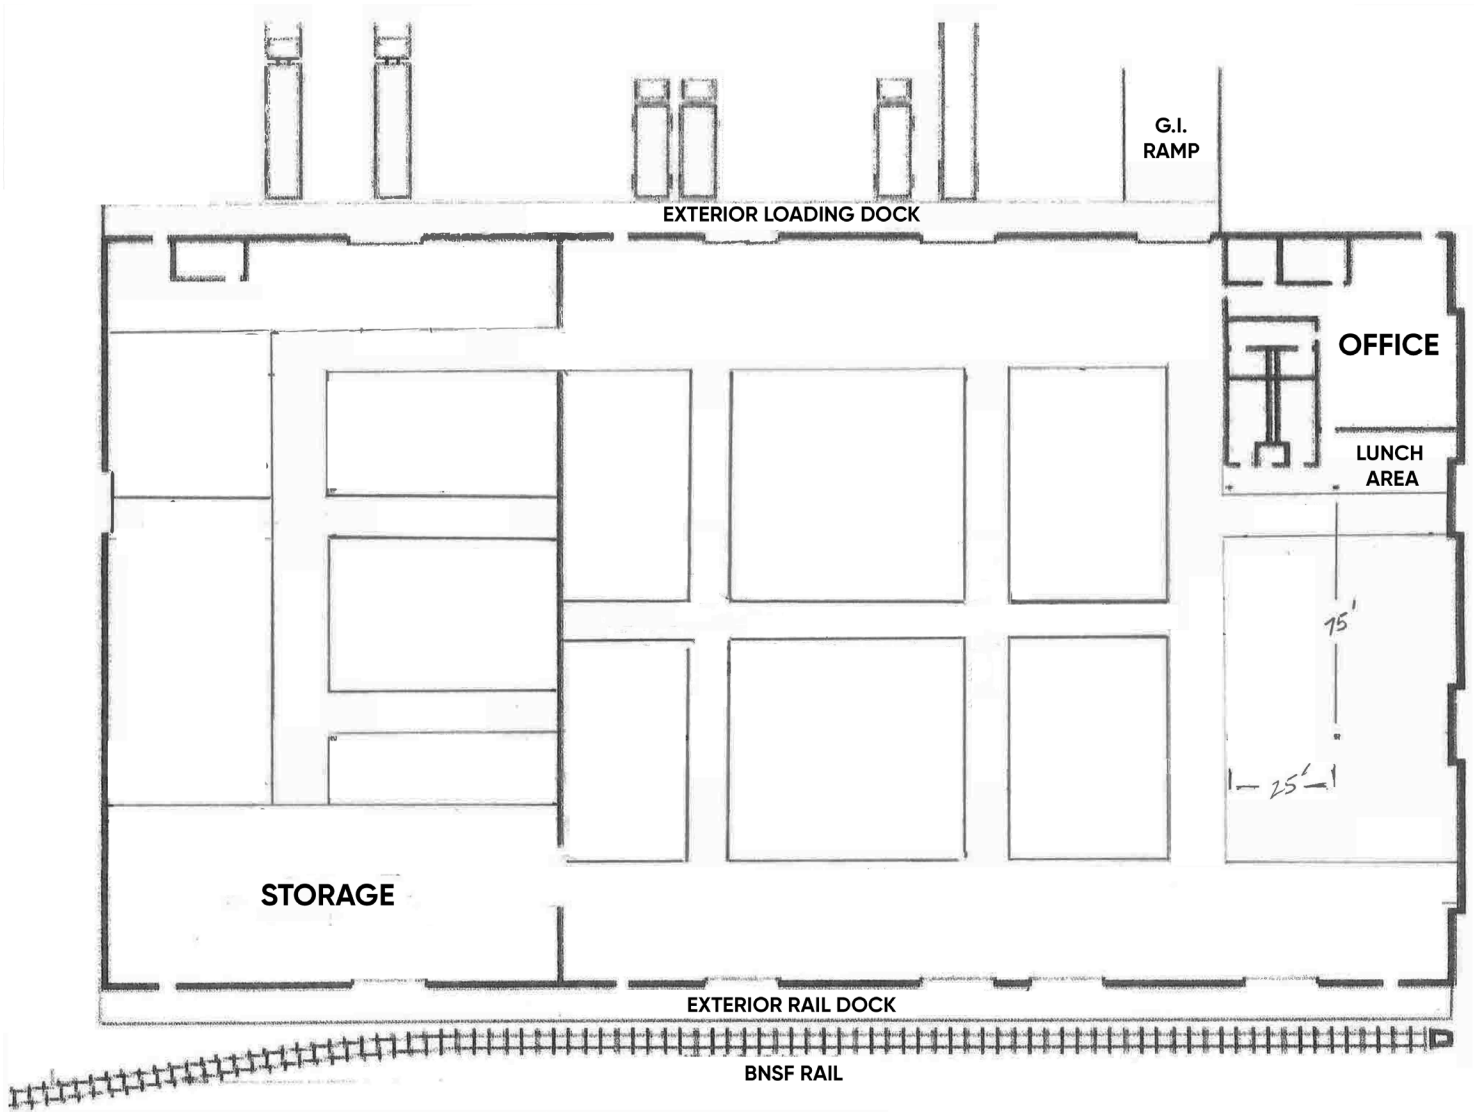 G.I.
RAMP
EXTERIOR LOADING DOCK
OFFICE
LUNCH
AREA
75'
25'
STORAGE
EXTERIOR RAIL DOCK
BNSF RAIL